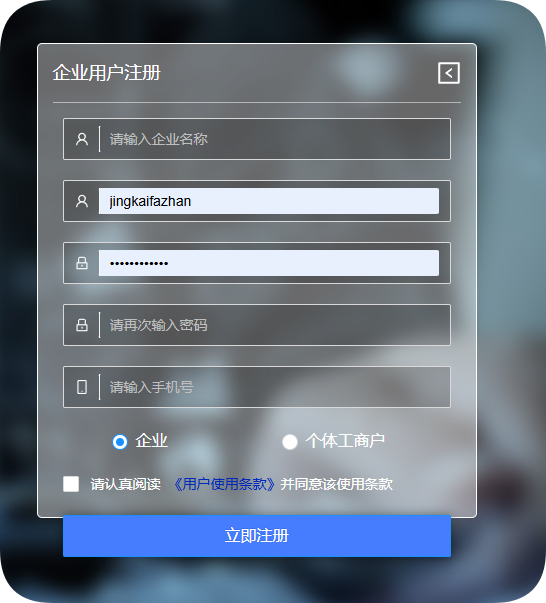 企业用户注册
请输入企业名称
jingkaifazhan
••••••••••••
请再次输入密码
请输入手机号
企业 个体工商户
请认真阅读 《用户使用条款》并同意该使用条款
立即注册